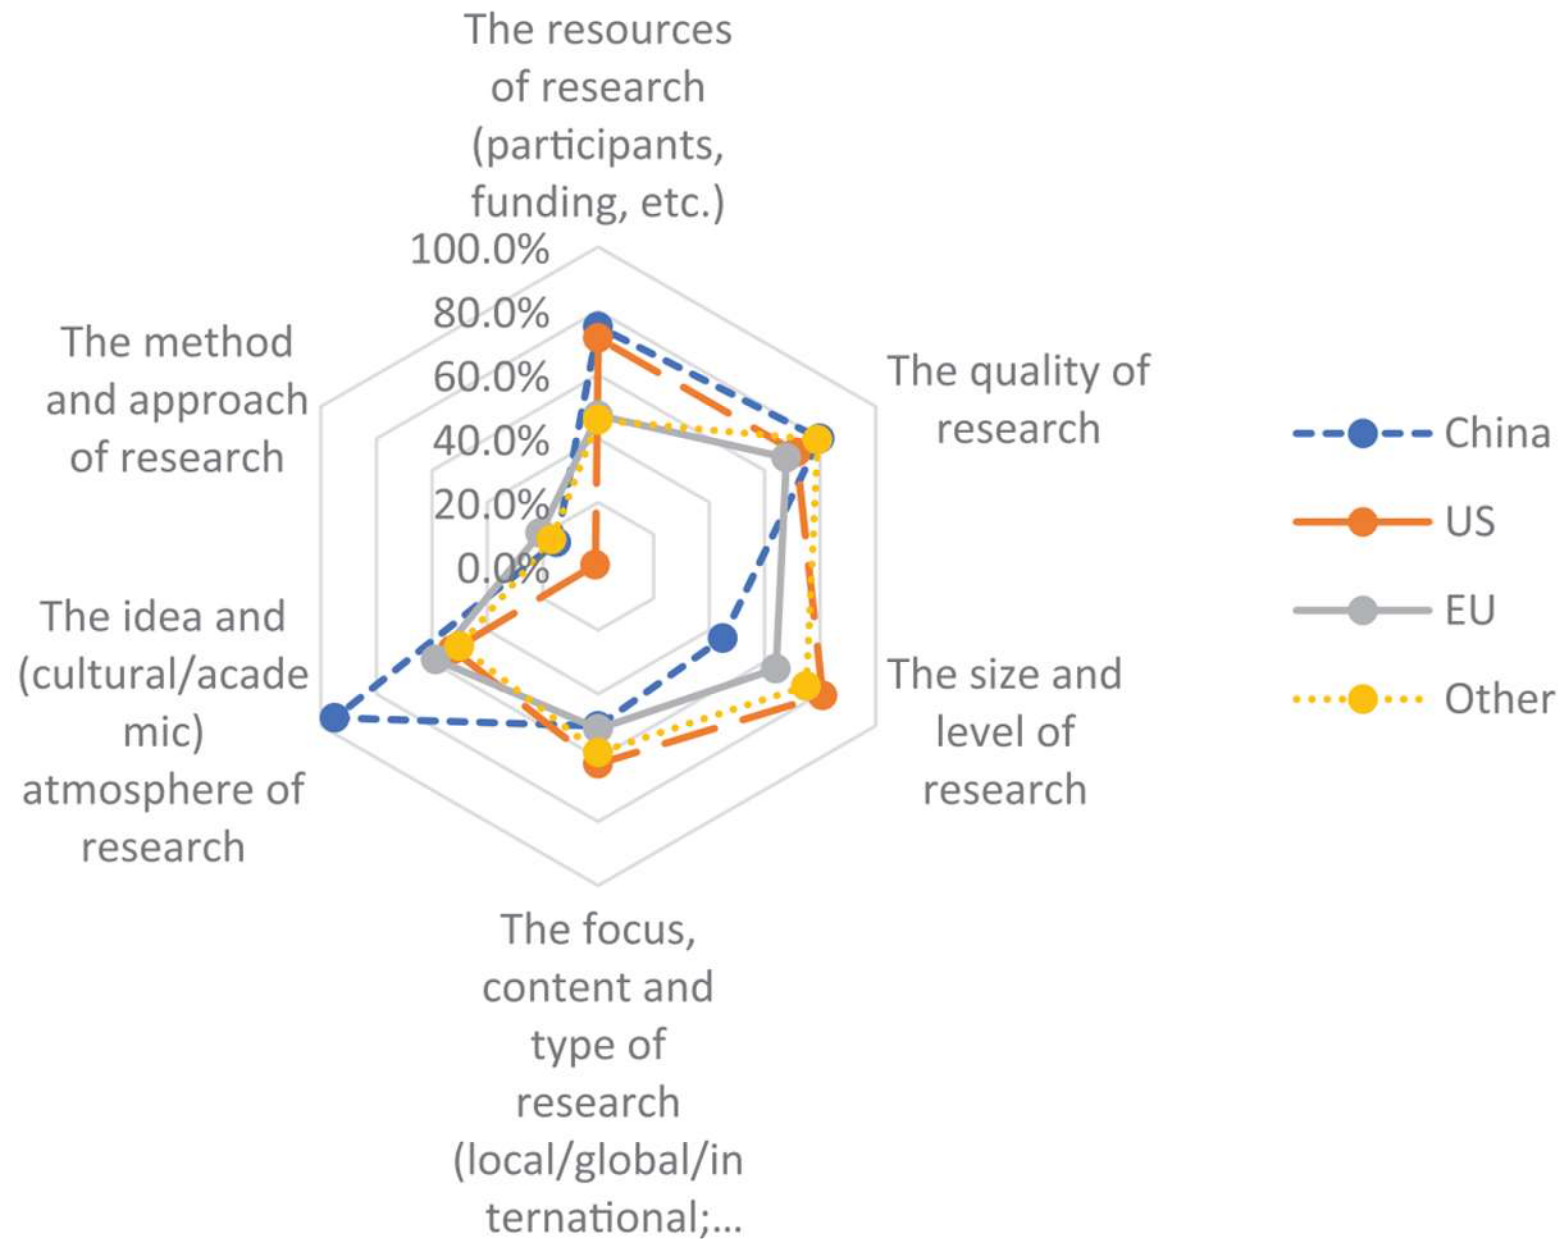 The resources
of research
(participants,
funding, etc.)
100.0%
80.0%
60.0%
40.0%
20.0%
0.0%
The quality of
research
The size and
level of
research
The focus,
content and
type of
research
(local/global/in
ternational;...
The idea and
(cultural/acade
mic)
atmosphere of
research
The method
and approach
of research
China
US
EU
Other